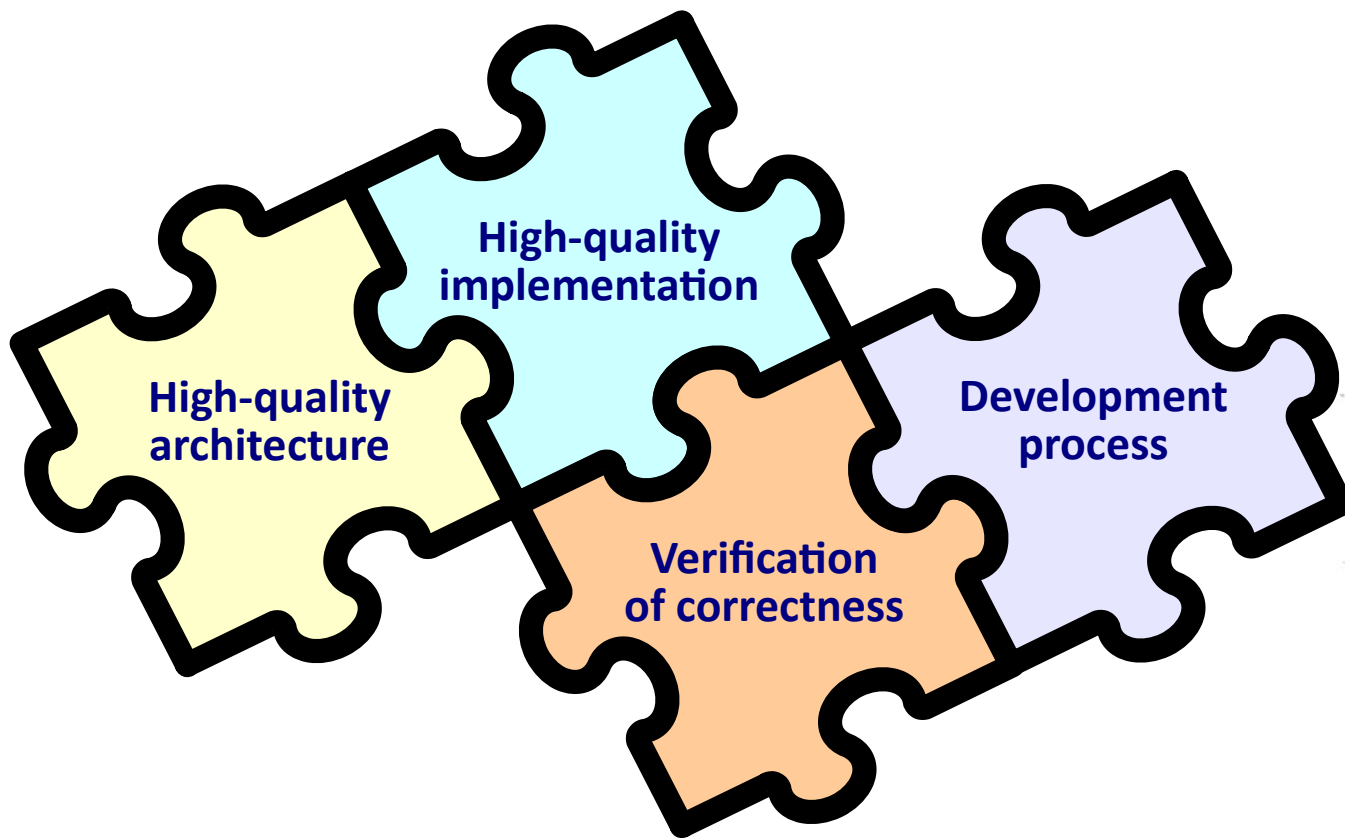 High-quality
implementation
High-quality
architecture
Development
process
Verification
of correctness